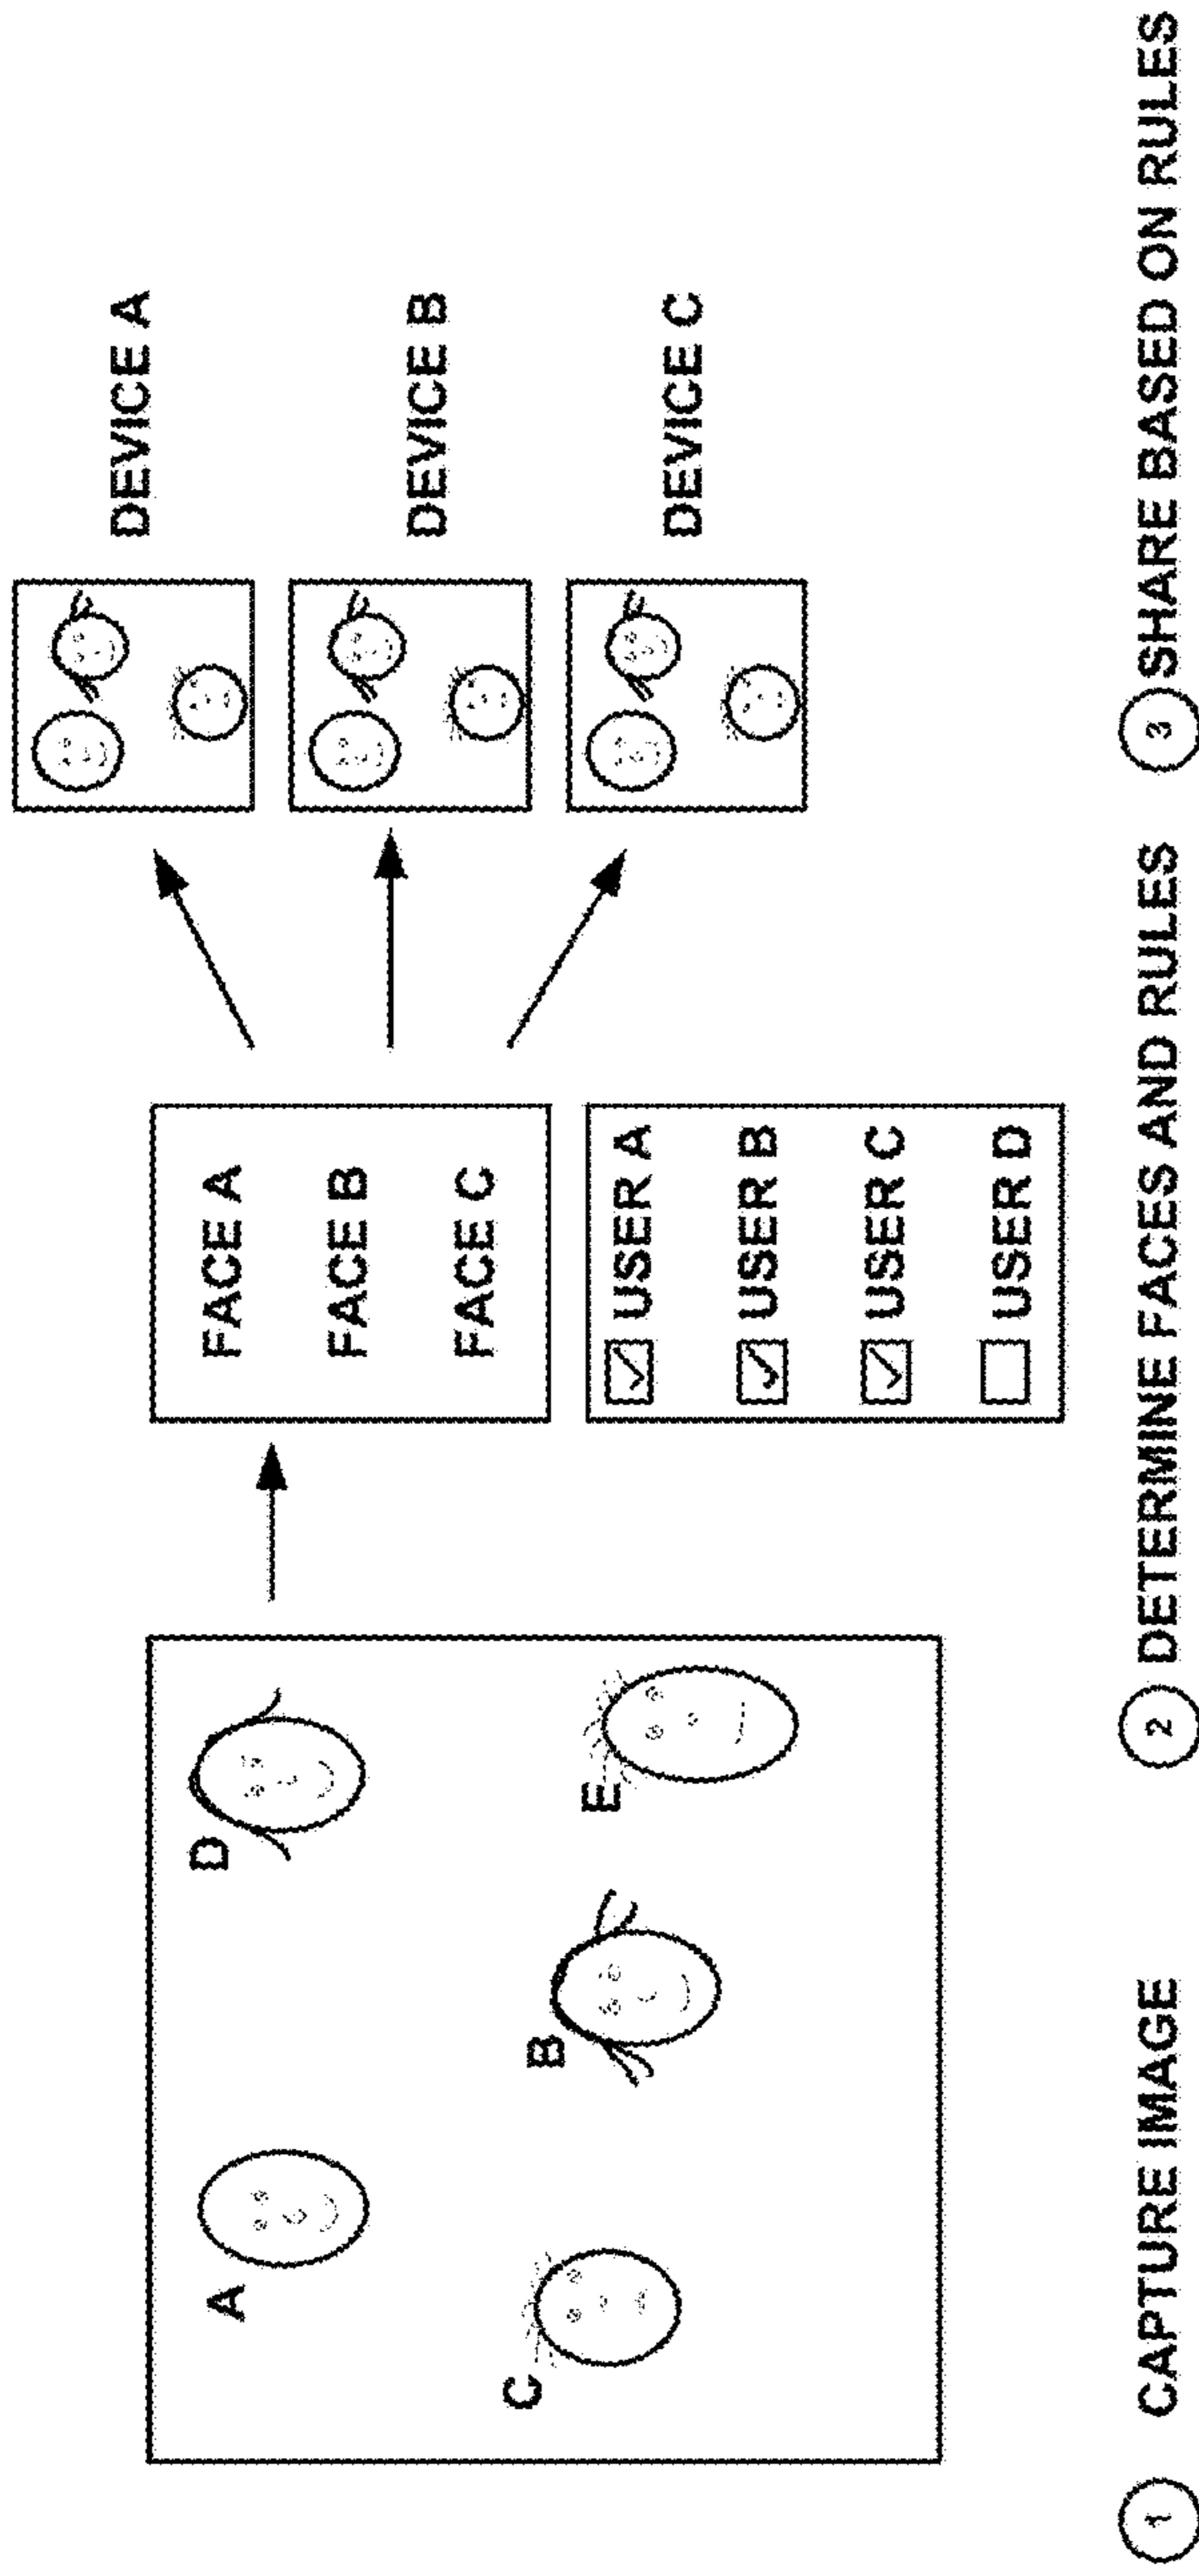 A
D
C
B
E
FACE A
FACE B
FACE C
USER A
USER B
USER C
USER D
DEVICE A
DEVICE B
DEVICE C
1 CAPTURE IMAGE
2 DETERMINE FACES AND RULES
3 SHARE BASED ON RULES